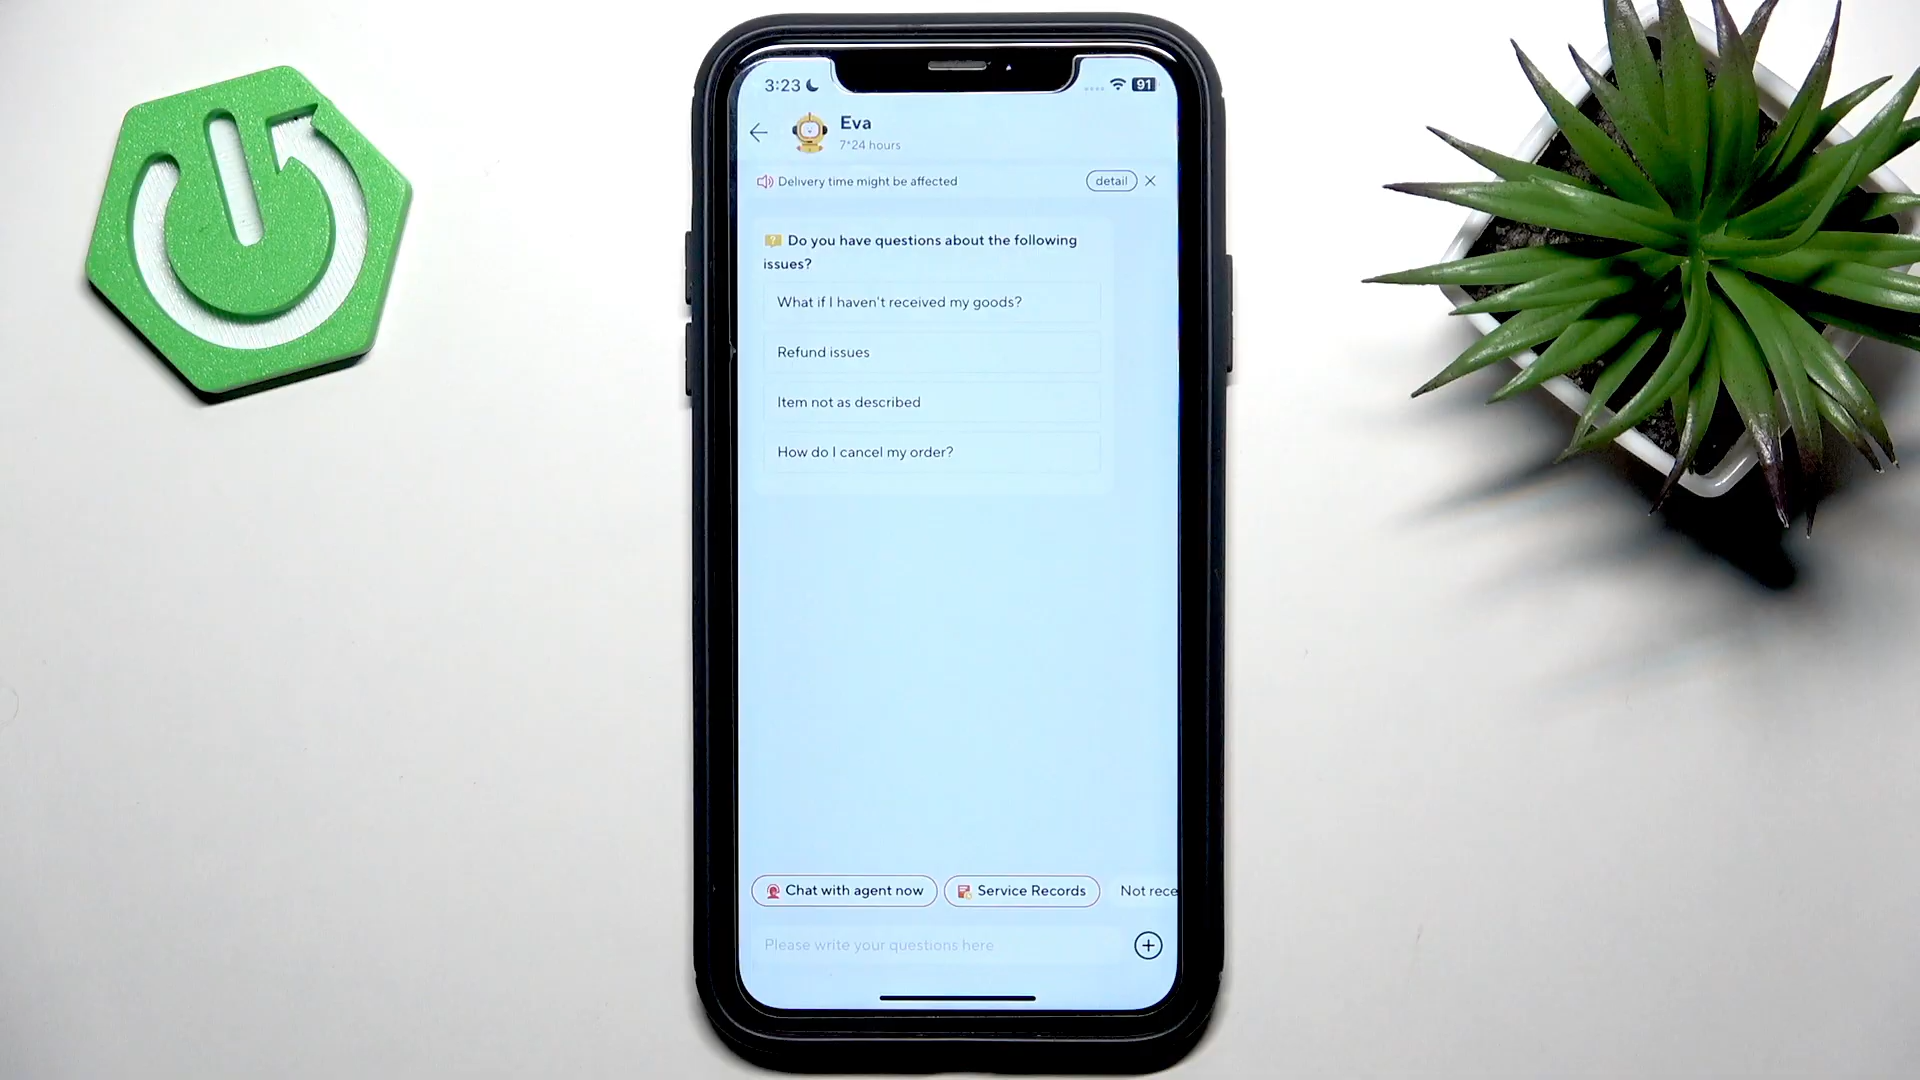 3:23
91
Eva
7*24 hours
Delivery time might be affected
detail
Do you have questions about the following
issues?
What if I haven't received my goods?
Refund issues
Item not as described
How do I cancel my order?
Chat with agent now
Service Records
Not rece
Please write your questions here